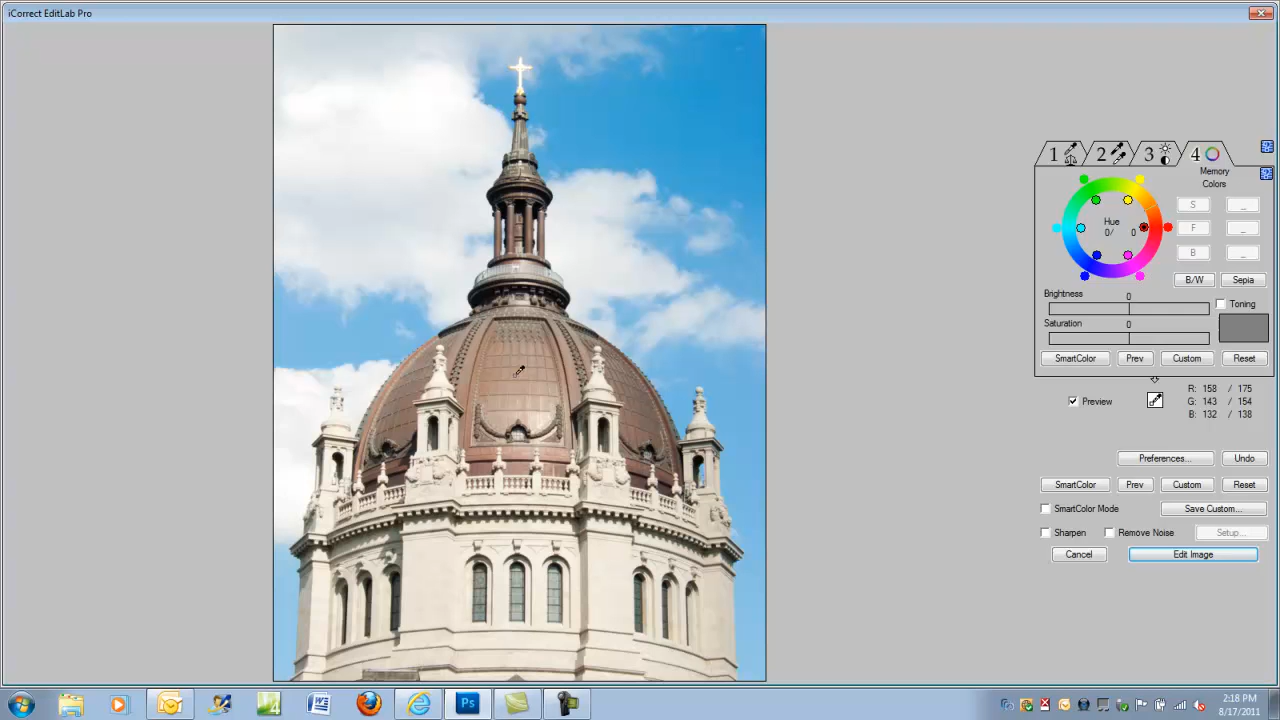 iCorrect EditLab Pro
1 2 3 4
Memory
Colors
Hue
0/ 0
S _
F _
B _
B/W Sepia
Brightness 0
Toning
Saturation 0
SmartColor Prev Custom Reset
Preview
R: 158 / 175
G: 143 / 154
B: 132 / 138
Preferences... Undo
SmartColor Prev Custom Reset
SmartColor Mode Save Custom...
Sharpen Remove Noise Setup...
Cancel Edit Image
Ps
2:18 PM
8/17/2011